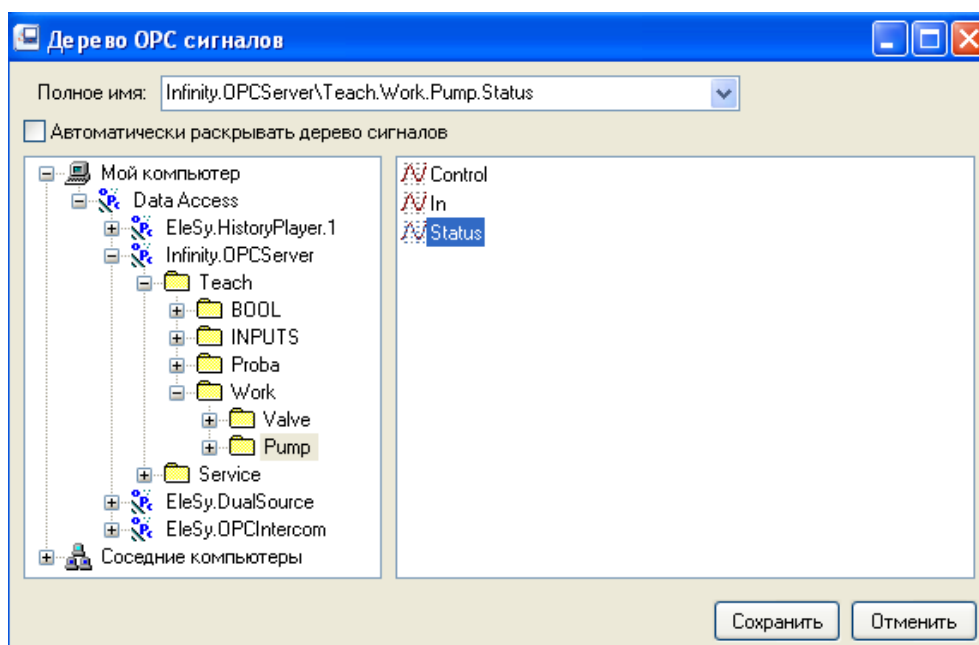 Дерево OPC сигналов
Полное имя: Infinity.OPCServer\Teach.Work.Pump.Status
Автоматически раскрывать дерево сигналов
Мой компьютер
Data Access
EleSy.HistoryPlayer.1
Infinity.OPCServer
Teach
BOOL
INPUTS
Proba
Work
Valve
Pump
Service
EleSy.DualSource
EleSy.OPCIntercom
Соседние компьютеры
Control
In
Status
Сохранить
Отменить